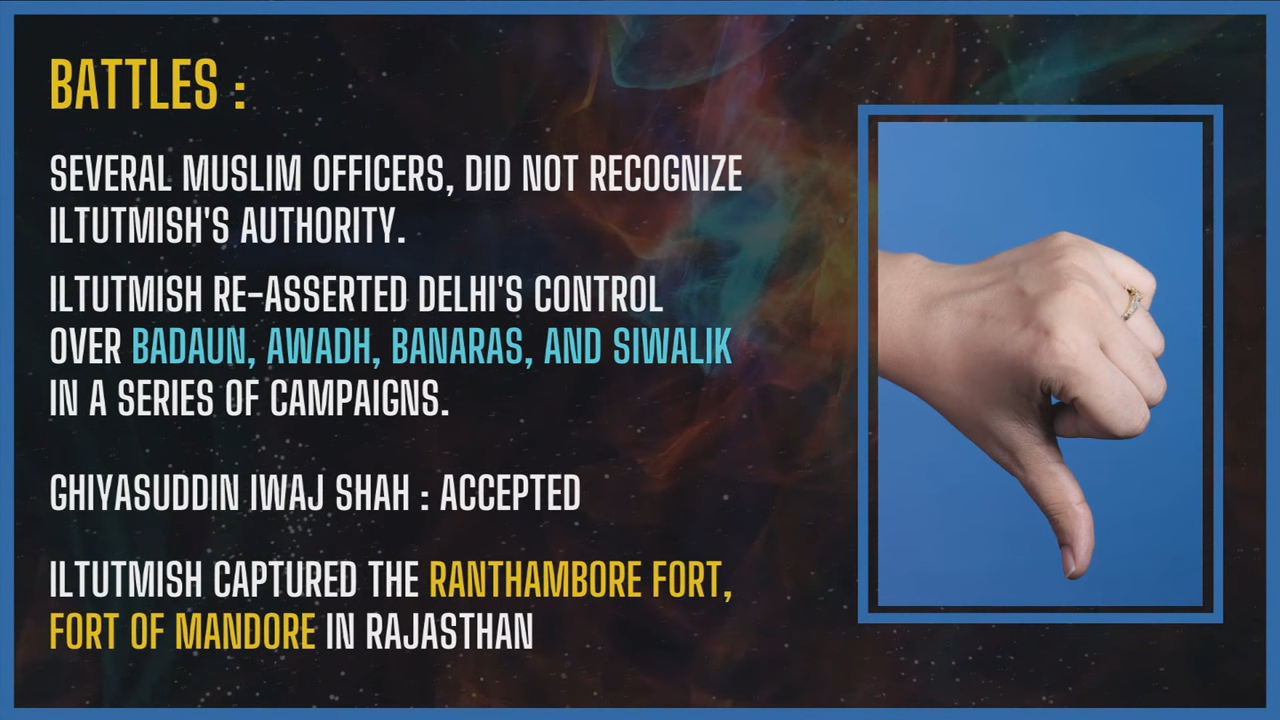 BATTLES :
SEVERAL MUSLIM OFFICERS, DID NOT RECOGNIZE
ILTUTMISH'S AUTHORITY.
ILTUTMISH RE-ASSERTED DELHI'S CONTROL
OVER BADAUN, AWADH, BANARAS, AND SIWALIK
IN A SERIES OF CAMPAIGNS.
GHIYASUDDIN IWAJ SHAH : ACCEPTED
ILTUTMISH CAPTURED THE RANTHAMBORE FORT,
FORT OF MANDORE IN RAJASTHAN